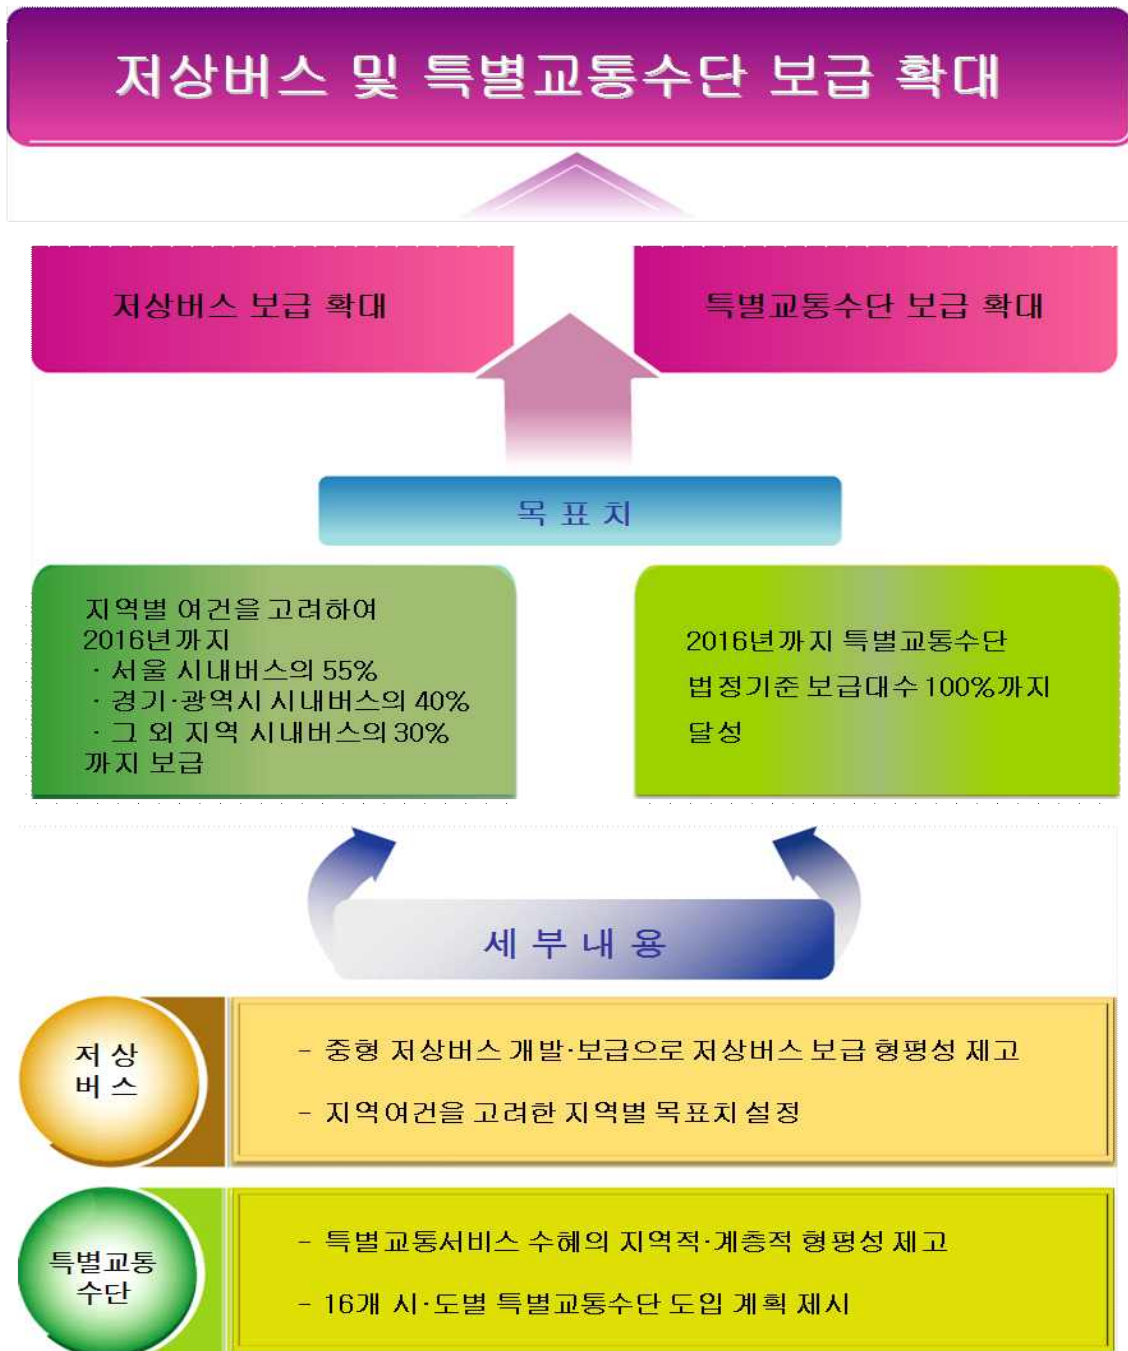 저상버스 및 특별교통수단 보급 확대
저상버스 보급 확대
특별교통수단 보급 확대
목 표 치
지역별 여건을 고려하여
2016년까지
· 서울 시내버스의 55%
· 경기·광역시 시내버스의 40%
· 그 외 지역 시내버스의 30%
까지 보급
2016년까지 특별교통수단
법정기준 보급대수 100%까지
달성
세 부 내 용
저 상
버 스
- 중형 저상버스 개발·보급으로 저상버스 보급 형평성 제고
- 지역여건을 고려한 지역별 목표치 설정
특별교통
수단
- 특별교통서비스 수혜의 지역적·계층적 형평성 제고
- 16개 시·도별 특별교통수단 도입 계획 제시